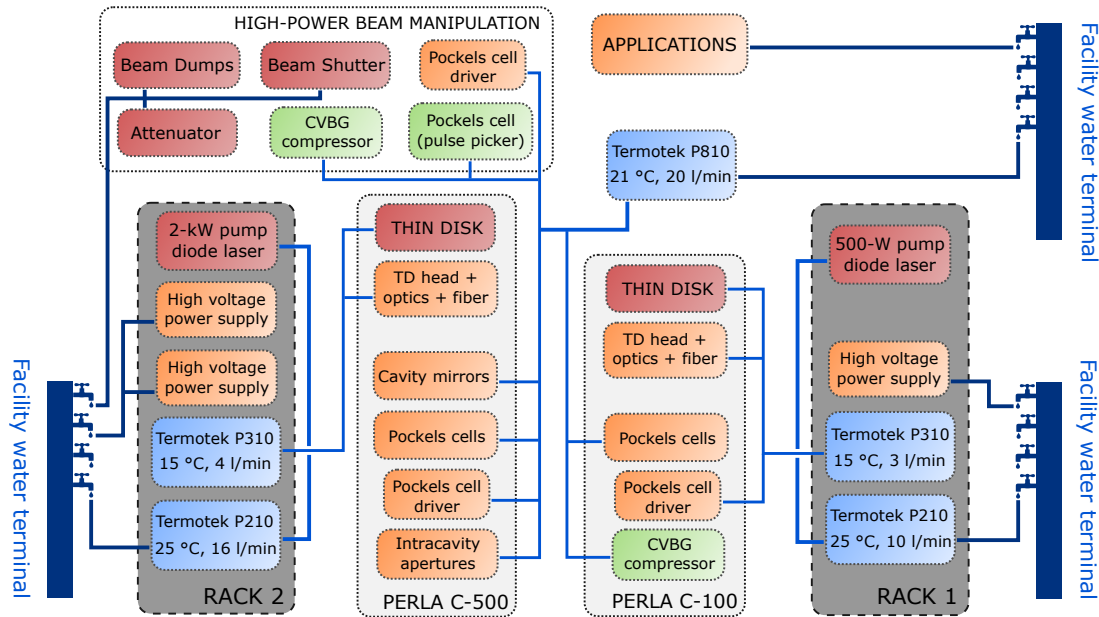 HIGH-POWER BEAM MANIPULATION
Beam Dumps
Beam Shutter
Pockels cell
driver
Attenuator
CVBG
compressor
Pockels cell
(pulse picker)
APPLICATIONS
Facility water terminal
Termotek P810
21 °C, 20 l/min
2-kW pump
diode laser
High voltage
power supply
High voltage
power supply
Termotek P310
15 °C, 4 l/min
Termotek P210
25 °C, 16 l/min
RACK 2
Facility water terminal
THIN DISK
TD head +
optics + fiber
Cavity mirrors
Pockels cells
Pockels cell
driver
Intracavity
apertures
PERLA C-500
THIN DISK
TD head +
optics + fiber
Pockels cells
Pockels cell
driver
CVBG
compressor
PERLA C-100
500-W pump
diode laser
High voltage
power supply
Termotek P310
15 °C, 3 l/min
Termotek P210
25 °C, 10 l/min
RACK 1
Facility water terminal